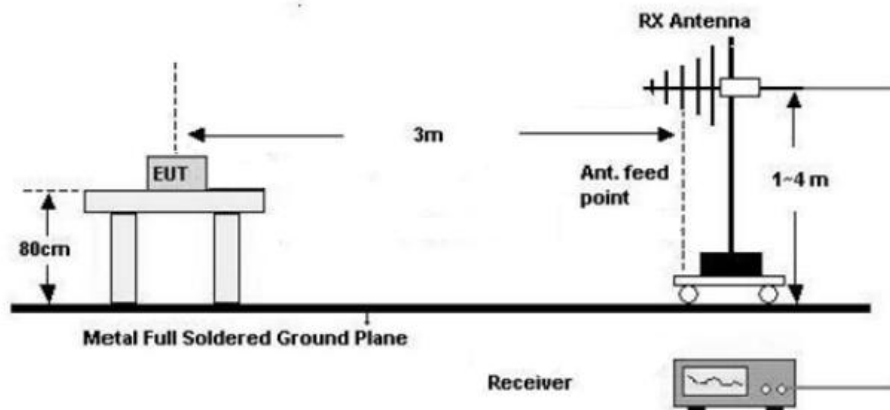 RX Antenna
3m
EUT
Ant. feed
point
1~4 m
80cm
Metal Full Soldered Ground Plane
Receiver